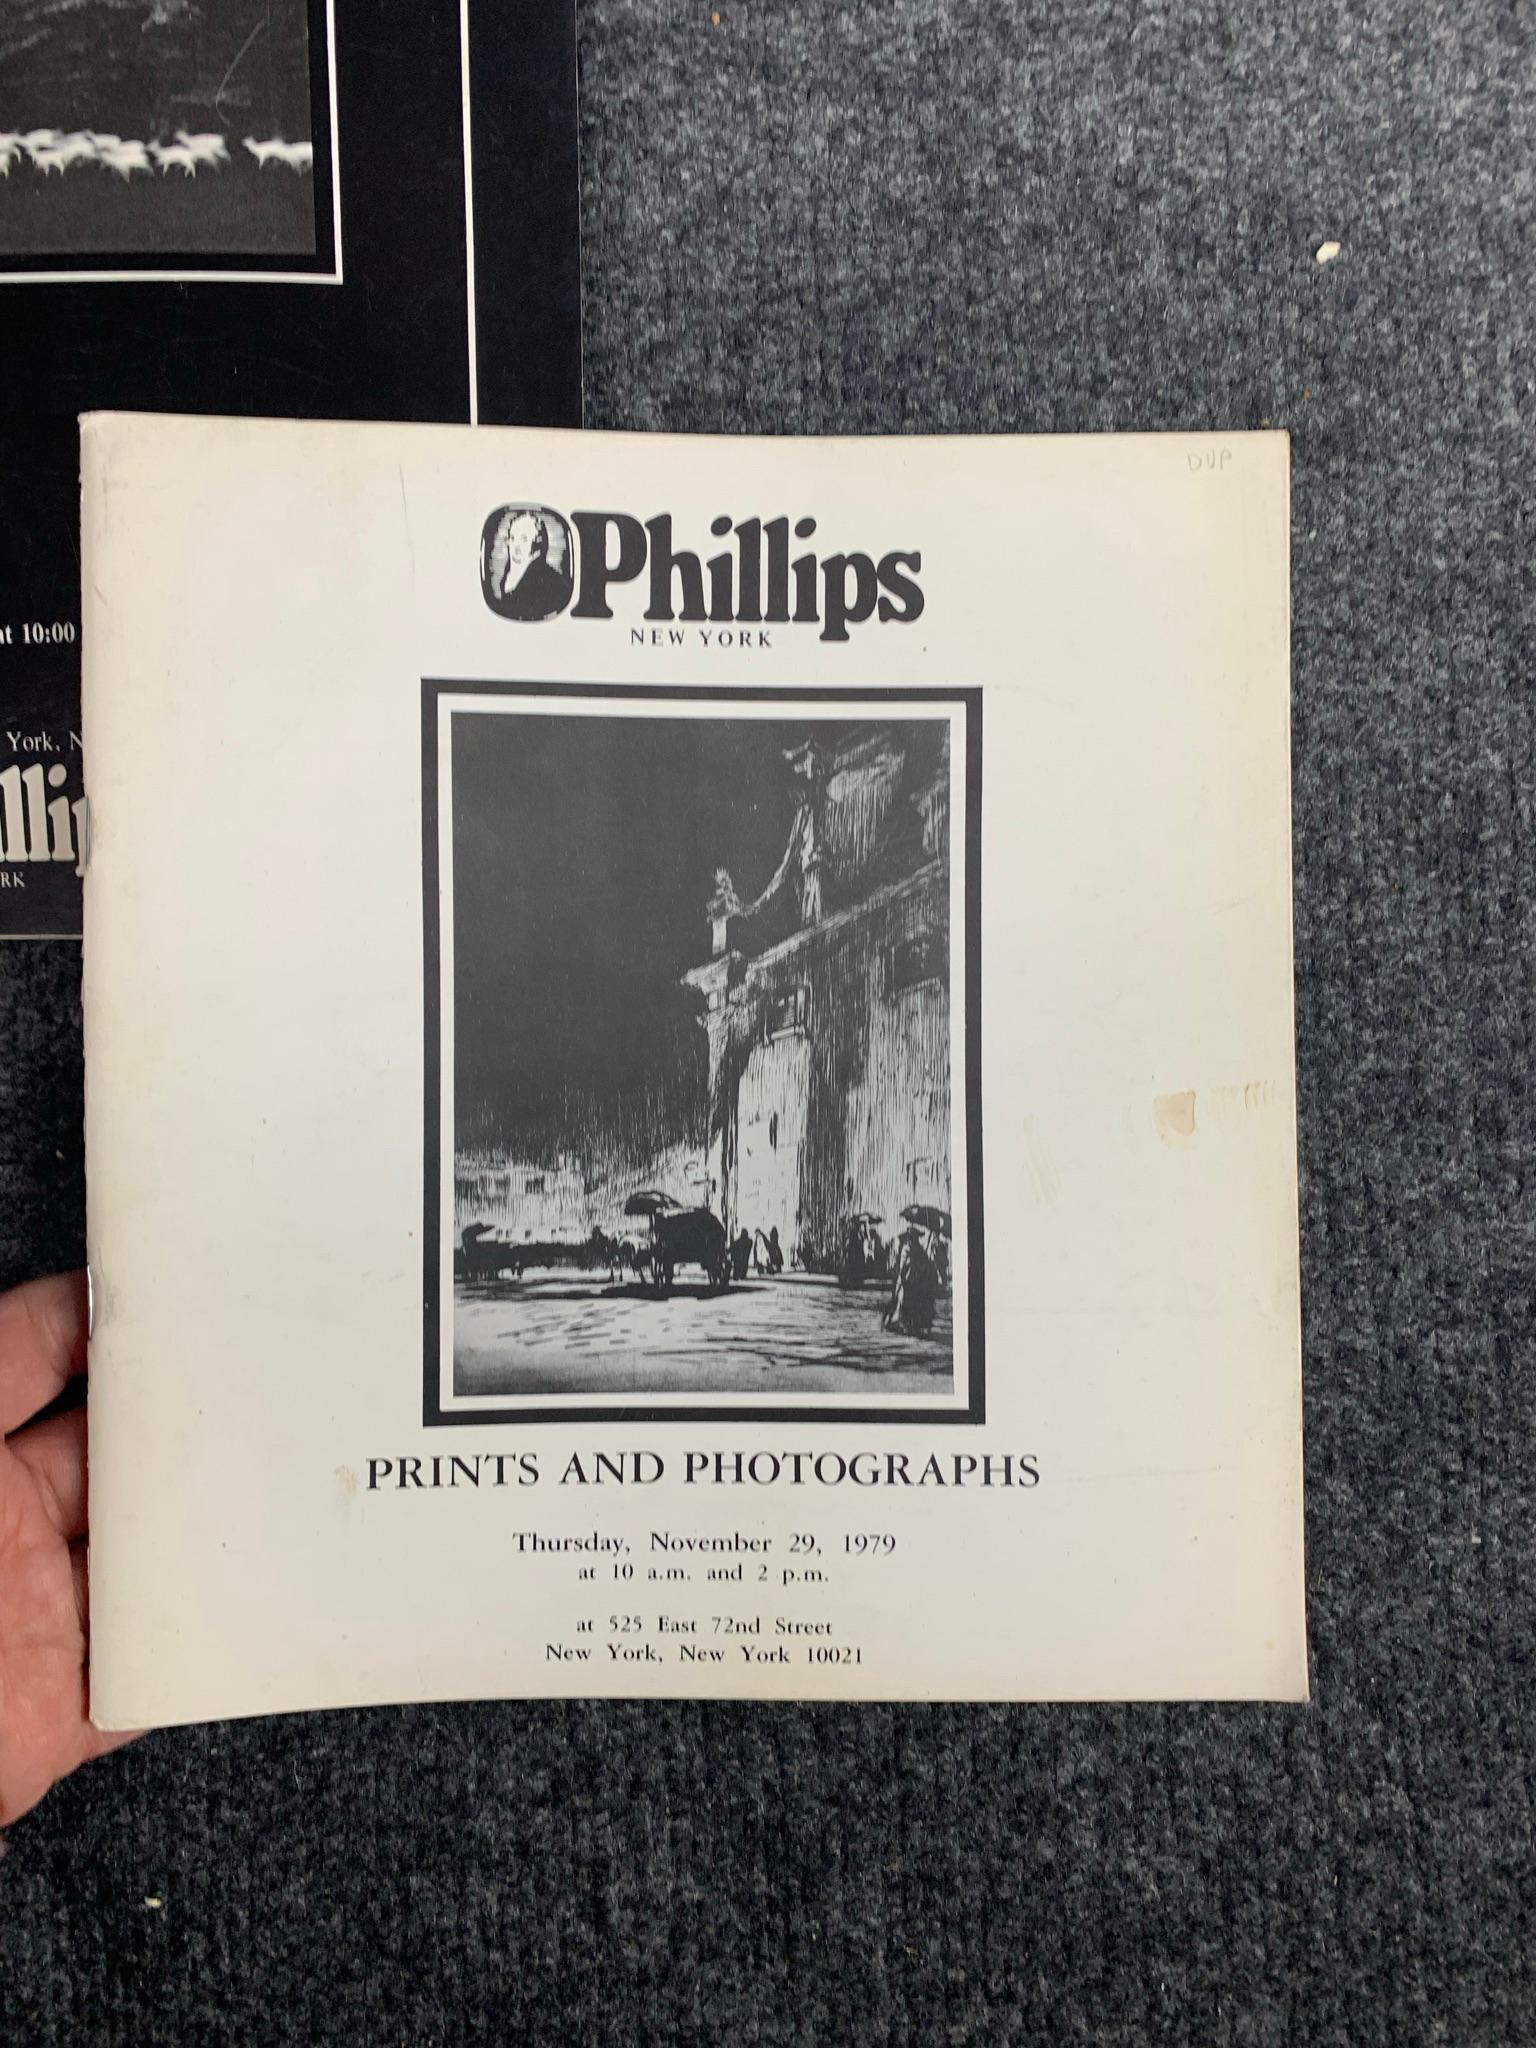 at 10:00
York, N
RK
DUP
Phillips
NEW YORK
PRINTS AND PHOTOGRAPHS
Thursday, November 29, 1979
at 10 a.m. and 2 p.m.
at 525 East 72nd Street
New York, New York 10021